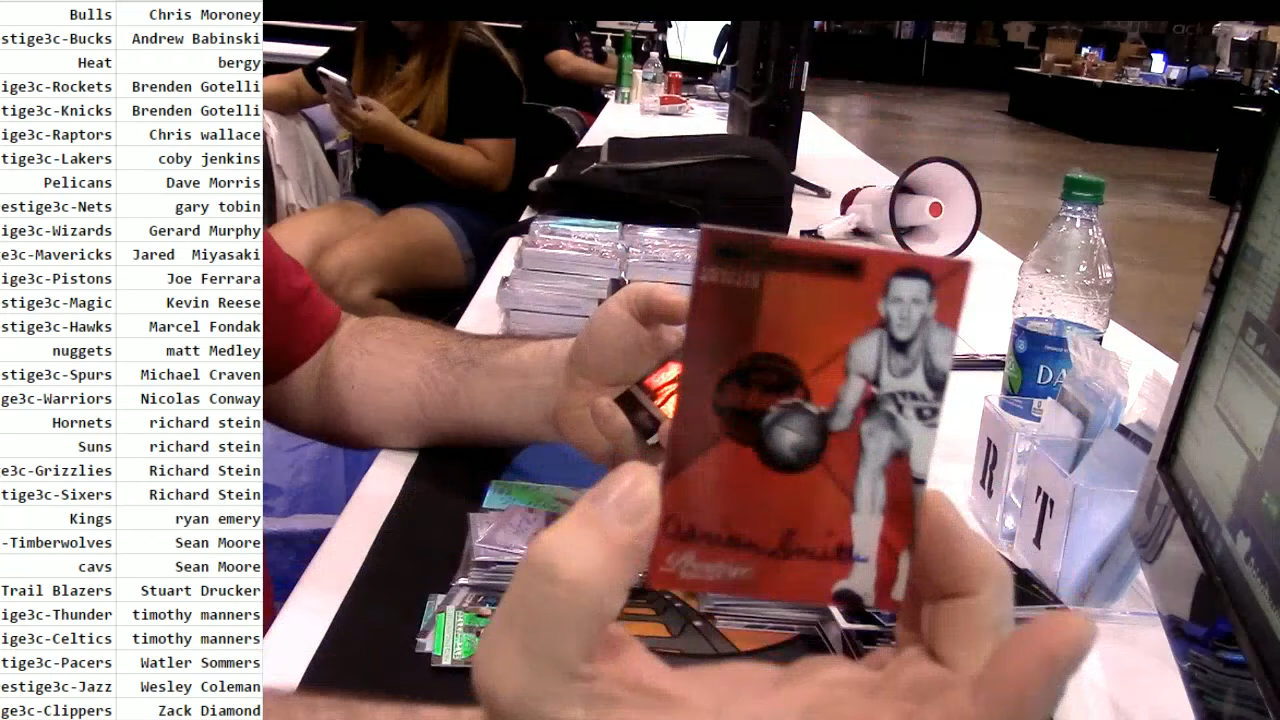 Bulls Chris Moroney
stige3c-Bucks Andrew Babinski
Heat bergy
ige3c-Rockets Brenden Gotelli
ige3c-Knicks Brenden Gotelli
ige3c-Raptors Chris wallace
tige3c-Lakers coby jenkins
Pelicans Dave Morris
estige3c-Nets gary tobin
ige3c-Wizards Gerard Murphy
e3c-Mavericks Jared Miyasaki
ige3c-Pistons Joe Ferrara
stige3c-Magic Kevin Reese
stige3c-Hawks Marcel Fondak
nuggets matt Medley
stige3c-Spurs Michael Craven
e3c-Warriors Nicolas Conway
Hornets richard stein
Suns richard stein
e3c-Grizzlies Richard Stein
tige3c-Sixers Richard Stein
Kings ryan emery
-Timberwolves Sean Moore
cavs Sean Moore
Trail Blazers Stuart Drucker
ige3c-Thunder timothy manners
ige3c-Celtics timothy manners
tige3c-Pacers Watler Sommers
estige3c-Jazz Wesley Coleman
ge3c-Clippers Zack Diamond
DA
R
T
Adrian Smith
Prestige